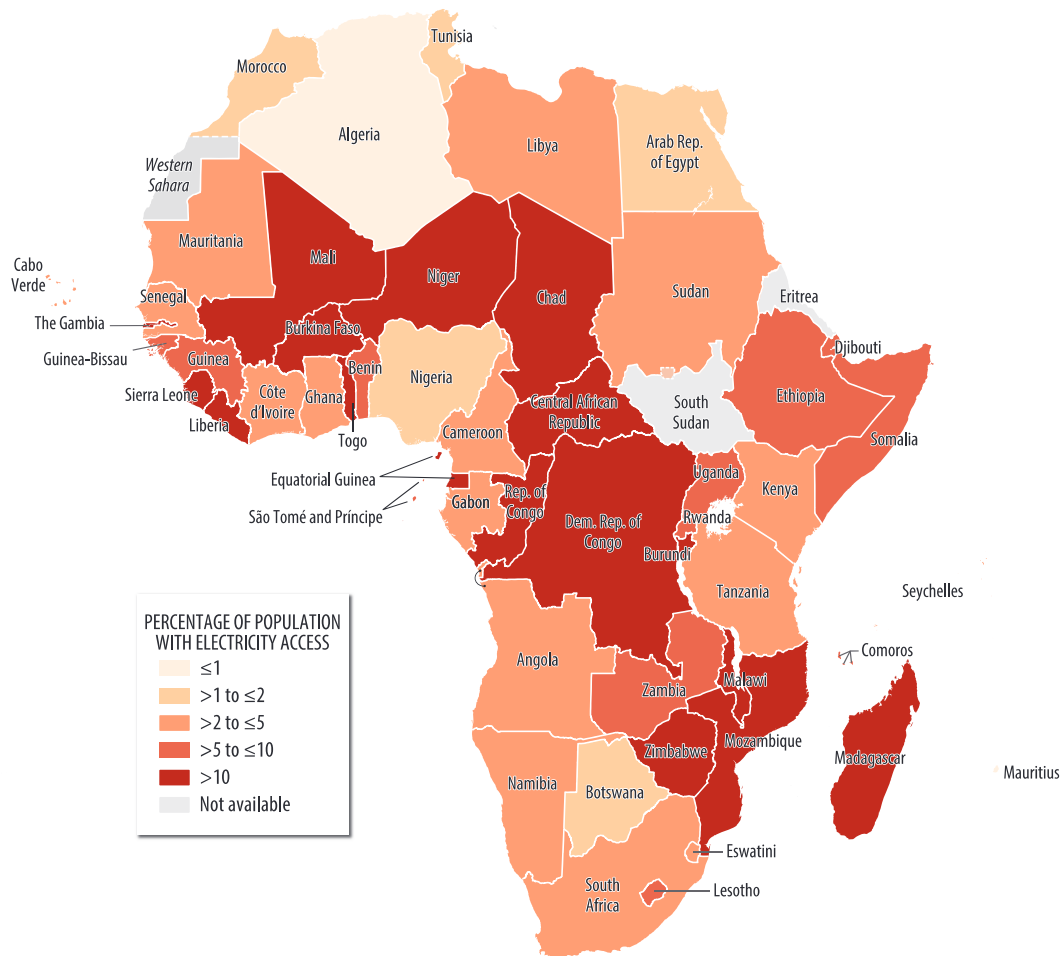 Tunisia
Morocco
Algeria
Libya
Arab Rep.
of Egypt
Western
Sahara
Mauritania
Mali
Niger
Chad
Sudan
Eritrea
Cabo
Verde
Senegal
The Gambia
Guinea-Bissau
Guinea
Burkina Faso
Benin
Nigeria
Djibouti
Ethiopia
Sierra Leone
Côte
d'Ivoire
Ghana
Liberia
Togo
Cameroon
Central African
Republic
South
Sudan
Somalia
Equatorial Guinea
Gabon
Rep. of
Congo
Uganda
Kenya
São Tomé and Príncipe
Dem. Rep. of
Congo
Rwanda
Burundi
Tanzania
Seychelles
PERCENTAGE OF POPULATION
WITH ELECTRICITY ACCESS
≤1
>1 to ≤2
>2 to ≤5
>5 to ≤10
>10
Not available
Angola
Zambia
Malawi
Comoros
Mozambique
Madagascar
Zimbabwe
Namibia
Botswana
Mauritius
Eswatini
South
Africa
Lesotho